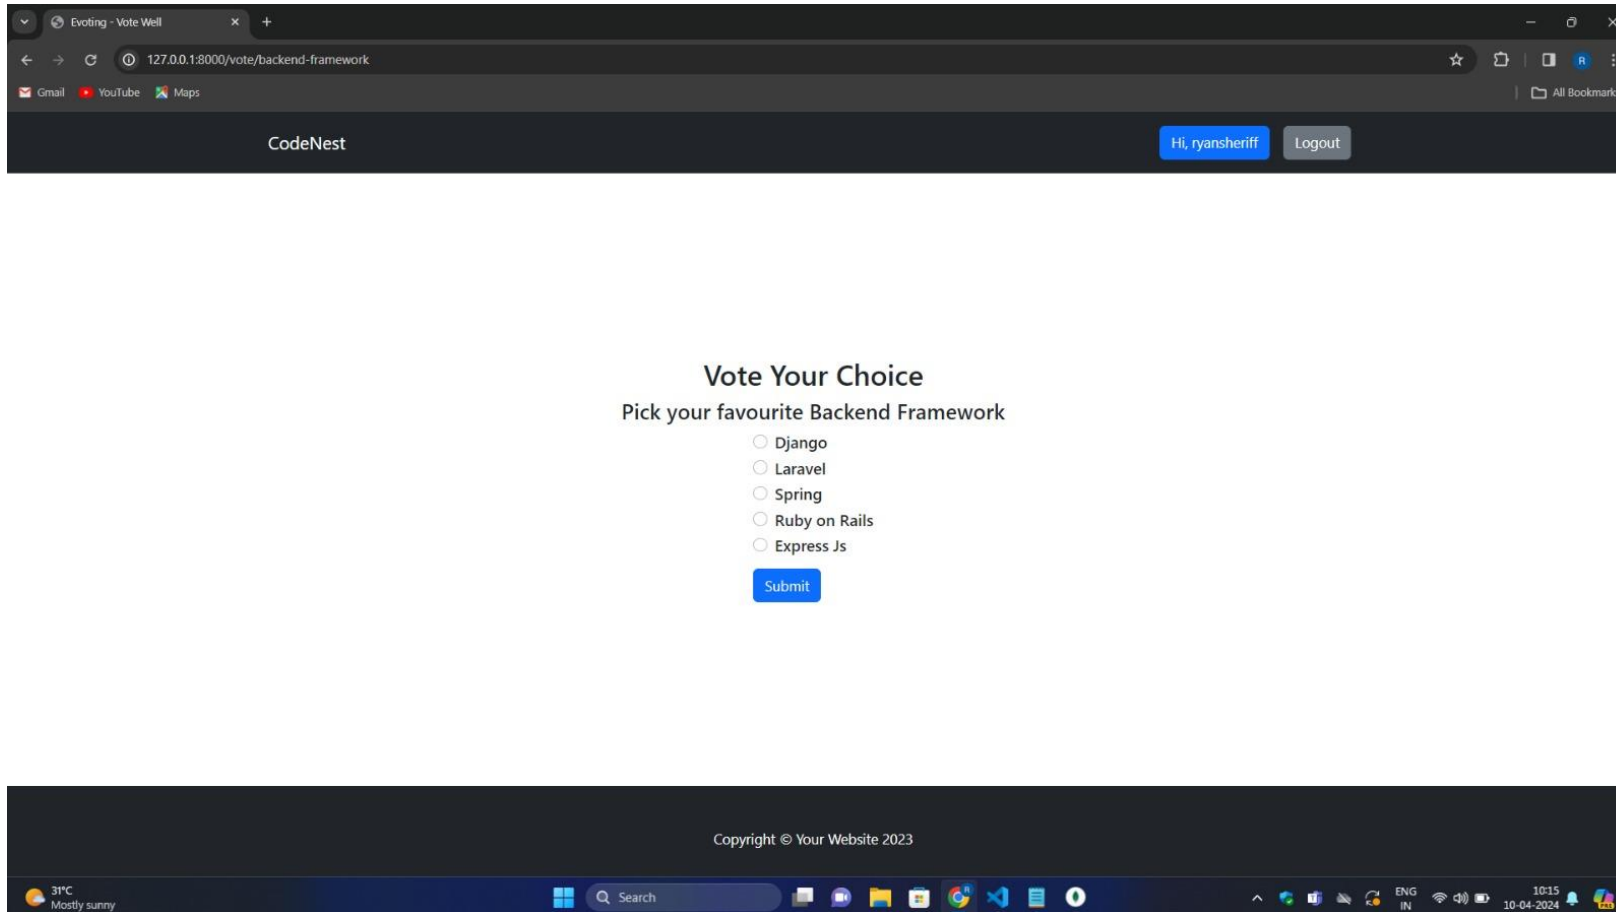 Evoting - Vote Well
127.0.0.1:8000/vote/backend-framework
R
Gmail YouTube Maps All Bookmark
CodeNest Hi, ryansheriff Logout
Vote Your Choice
Pick your favourite Backend Framework
Django
Laravel
Spring
Ruby on Rails
Express Js
Submit
Copyright © Your Website 2023
31°C
Mostly sunny
Search
ENG
IN
10:15
10-04-2024
PRE